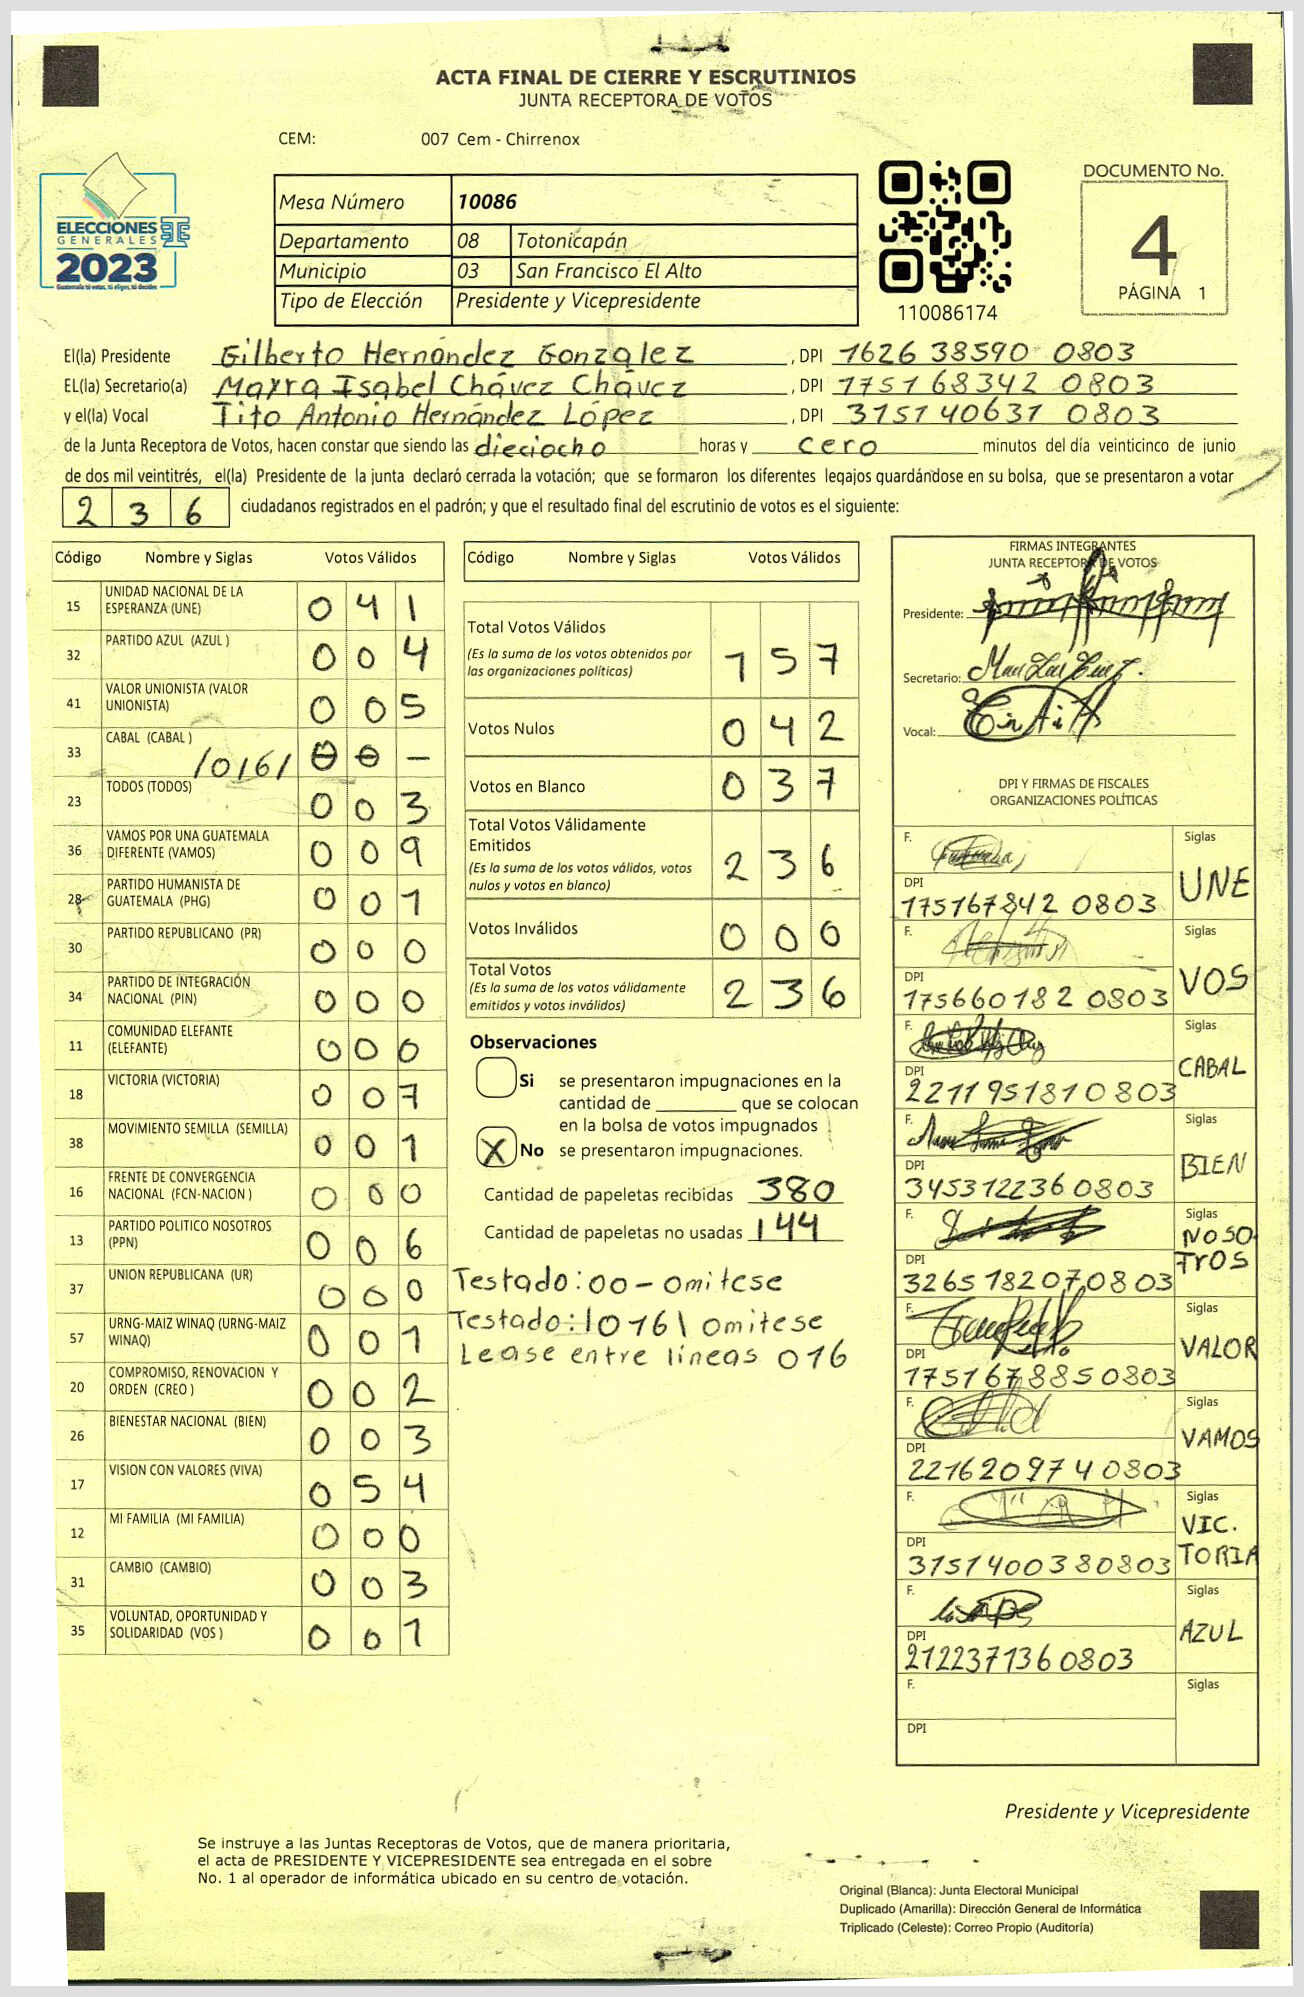 ACTA FINAL DE CIERRE Y ESCRUTINIOS
JUNTA RECEPTORA DE VOTOS
CEM: 007 Cem - Chirrenox
ELECCIONES
GENERALES
2023
Guatemala tú votas, tú eliges, tú decides
Mesa Número 10086
Departamento 08 Totonicapán
Municipio 03 San Francisco El Alto
Tipo de Elección Presidente y Vicepresidente
110086174
DOCUMENTO No.
4
PÁGINA 1
El(la) Presidente Gilberto Hernández Gonzalez , DPI 1626 38590 0803
EL(la) Secretario(a) Mayra Isabel Chávez Chávez , DPI 1751 68342 0803
y el(la) Vocal Tito Antonio Hernández López , DPI 3151 40631 0803
de la Junta Receptora de Votos, hacen constar que siendo las dieciocho horas y cero minutos del día veinticinco de junio
de dos mil veintitrés, el(la) Presidente de la junta declaró cerrada la votación; que se formaron los diferentes legajos guardándose en su bolsa, que se presentaron a votar
2 3 6 ciudadanos registrados en el padrón; y que el resultado final del escrutinio de votos es el siguiente:
Código Nombre y Siglas Votos Válidos
15 UNIDAD NACIONAL DE LA
ESPERANZA (UNE) 0 4 1
32 PARTIDO AZUL (AZUL ) 0 0 4
41 VALOR UNIONISTA (VALOR
UNIONISTA) 0 0 5
33 CABAL (CABAL ) /016/ 0 0 -
23 TODOS (TODOS) 0 0 3
36 VAMOS POR UNA GUATEMALA
DIFERENTE (VAMOS) 0 0 9
28 PARTIDO HUMANISTA DE
GUATEMALA (PHG) 0 0 1
30 PARTIDO REPUBLICANO (PR) 0 0 0
34 PARTIDO DE INTEGRACIÓN
NACIONAL (PIN) 0 0 0
11 COMUNIDAD ELEFANTE
(ELEFANTE) 0 0 0
18 VICTORIA (VICTORIA) 0 0 7
38 MOVIMIENTO SEMILLA (SEMILLA) 0 0 1
16 FRENTE DE CONVERGENCIA
NACIONAL (FCN-NACION ) 0 0 0
13 PARTIDO POLITICO NOSOTROS
(PPN) 0 0 6
37 UNION REPUBLICANA (UR) 0 0 0
57 URNG-MAIZ WINAQ (URNG-MAIZ
WINAQ) 0 0 1
20 COMPROMISO, RENOVACION Y
ORDEN (CREO ) 0 0 2
26 BIENESTAR NACIONAL (BIEN) 0 0 3
17 VISION CON VALORES (VIVA) 0 5 4
12 MI FAMILIA (MI FAMILIA) 0 0 0
31 CAMBIO (CAMBIO) 0 0 3
35 VOLUNTAD, OPORTUNIDAD Y
SOLIDARIDAD (VOS ) 0 0 1
Código Nombre y Siglas Votos Válidos
Total Votos Válidos
(Es la suma de los votos obtenidos por
las organizaciones políticas) 1 5 7
Votos Nulos 0 4 2
Votos en Blanco 0 3 7
Total Votos Válidamente
Emitidos
(Es la suma de los votos válidos, votos
nulos y votos en blanco) 2 3 6
Votos Inválidos 0 0 0
Total Votos
(Es la suma de los votos válidamente
emitidos y votos inválidos) 2 3 6
Observaciones
Si se presentaron impugnaciones en la
cantidad de ________ que se colocan
en la bolsa de votos impugnados
X No se presentaron impugnaciones.
Cantidad de papeletas recibidas 380
Cantidad de papeletas no usadas 144
Testado: 00 - omitese
Testado: |016| omitese
Lease entre líneas 016
FIRMAS INTEGRANTES
JUNTA RECEPTORA DE VOTOS
Presidente:
Secretario:
Vocal:
DPI Y FIRMAS DE FISCALES
ORGANIZACIONES POLÍTICAS
F. Siglas
DPI UNE
175167842 0803
F. Siglas
DPI VOS
175660182 0803
F. Siglas
DPI CABAL
2211951810803
F. Siglas
DPI BIEN
345312236 0803
F. Siglas
NOSO
DPI TROS
326518207 0803
F. Siglas
DPI VALOR
175167885 0803
F. Siglas
DPI VAMOS
221620974 0803
F. Siglas
VIC.
DPI TORIA
315140038 0803
F. Siglas
DPI AZUL
212237136 0803
F. Siglas
DPI
Presidente y Vicepresidente
Se instruye a las Juntas Receptoras de Votos, que de manera prioritaria,
el acta de PRESIDENTE Y VICEPRESIDENTE sea entregada en el sobre
No. 1 al operador de informática ubicado en su centro de votación.
Original (Blanca): Junta Electoral Municipal
Duplicado (Amarilla): Dirección General de Informática
Triplicado (Celeste): Correo Propio (Auditoría)